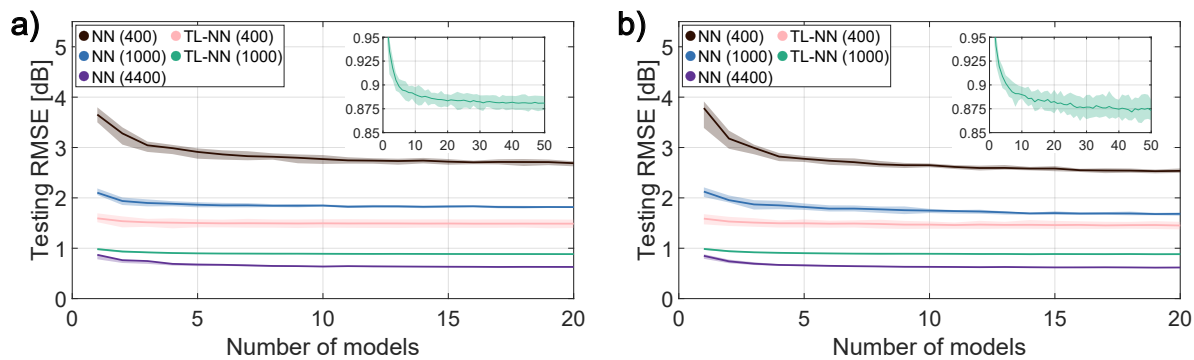 a)
Testing RMSE [dB]
5
4
3
2
1
0
NN (400) TL-NN (400)
NN (1000) TL-NN (1000)
NN (4400)
0.95
0.9
0.875
0.85
0 10 20 30 40 50
0 5 10 15 20
Number of models
b)
Testing RMSE [dB]
5
4
3
2
1
0
NN (400) TL-NN (400)
NN (1000) TL-NN (1000)
NN (4400)
0.95
0.9
0.875
0.85
0 10 20 30 40 50
0 5 10 15 20
Number of models